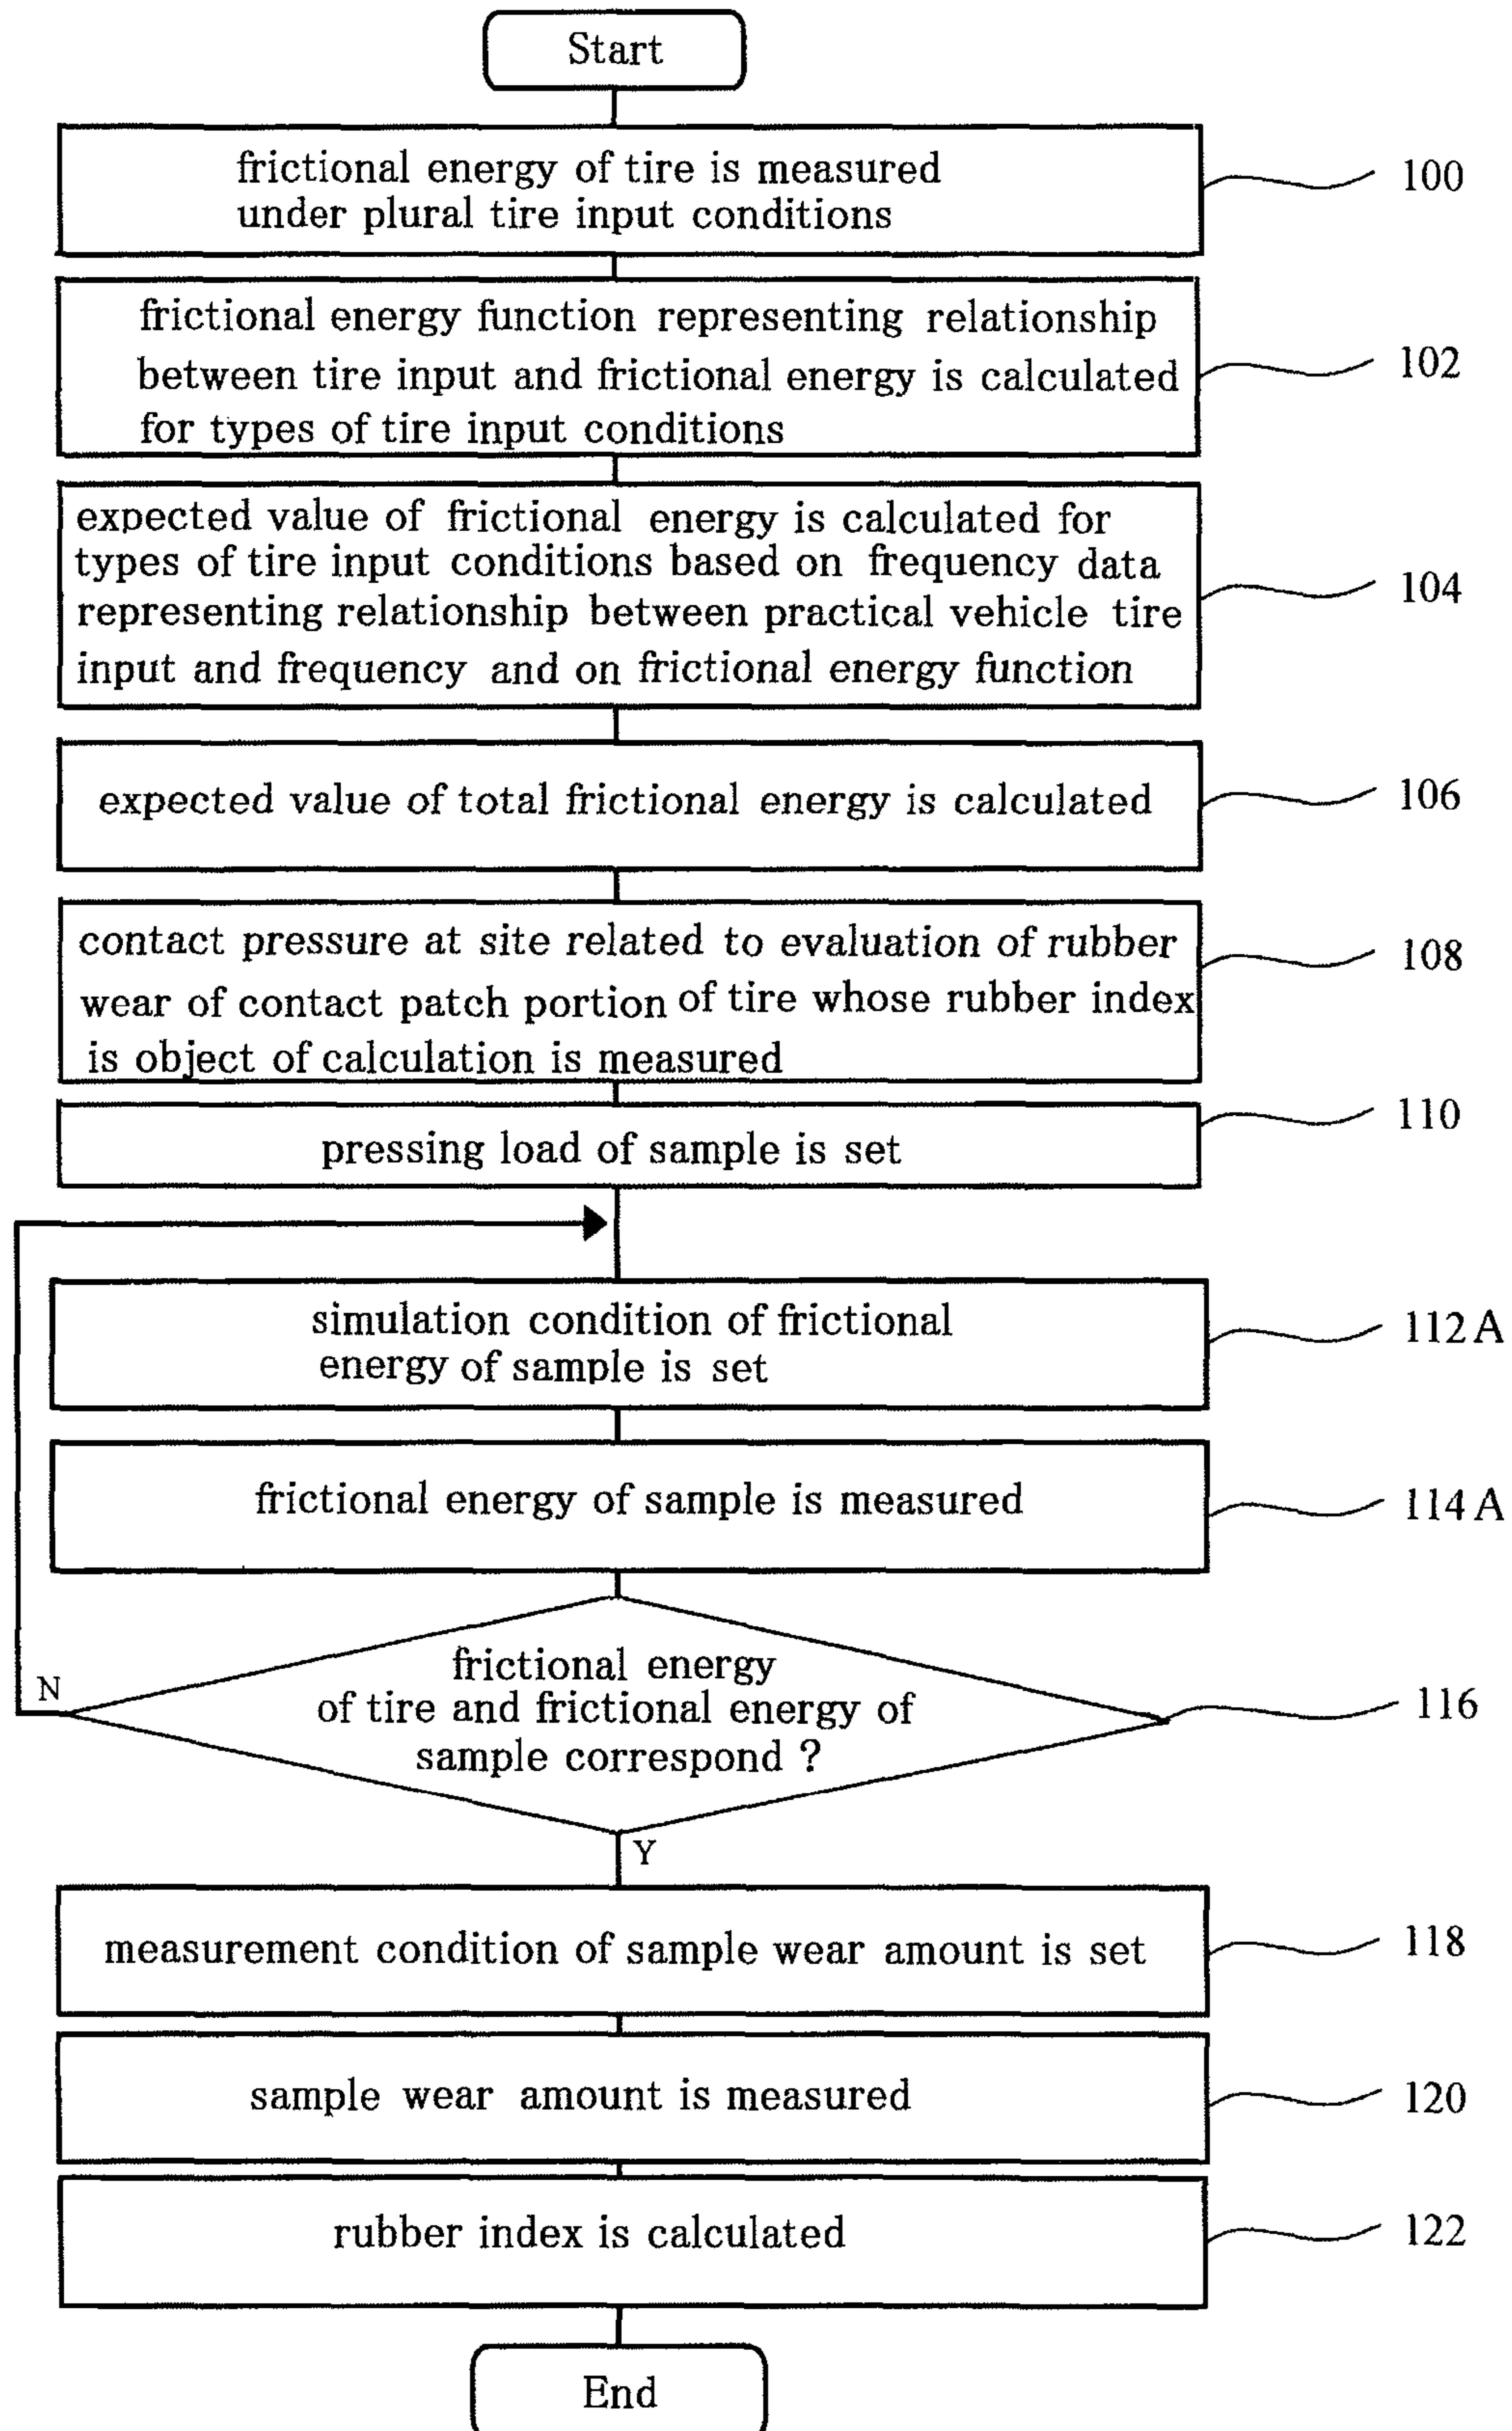 Start
frictional energy of tire is measured
under plural tire input conditions
100
frictional energy function representing relationship
between tire input and frictional energy is calculated
for types of tire input conditions
102
expected value of frictional energy is calculated for
types of tire input conditions based on frequency data
representing relationship between practical vehicle tire
input and frequency and on frictional energy function
104
expected value of total frictional energy is calculated
106
contact pressure at site related to evaluation of rubber
wear of contact patch portion of tire whose rubber index
is object of calculation is measured
108
pressing load of sample is set
110
simulation condition of frictional
energy of sample is set
112A
frictional energy of sample is measured
114A
frictional energy
of tire and frictional energy of
sample correspond ?
116
N
Y
measurement condition of sample wear amount is set
118
sample wear amount is measured
120
rubber index is calculated
122
End